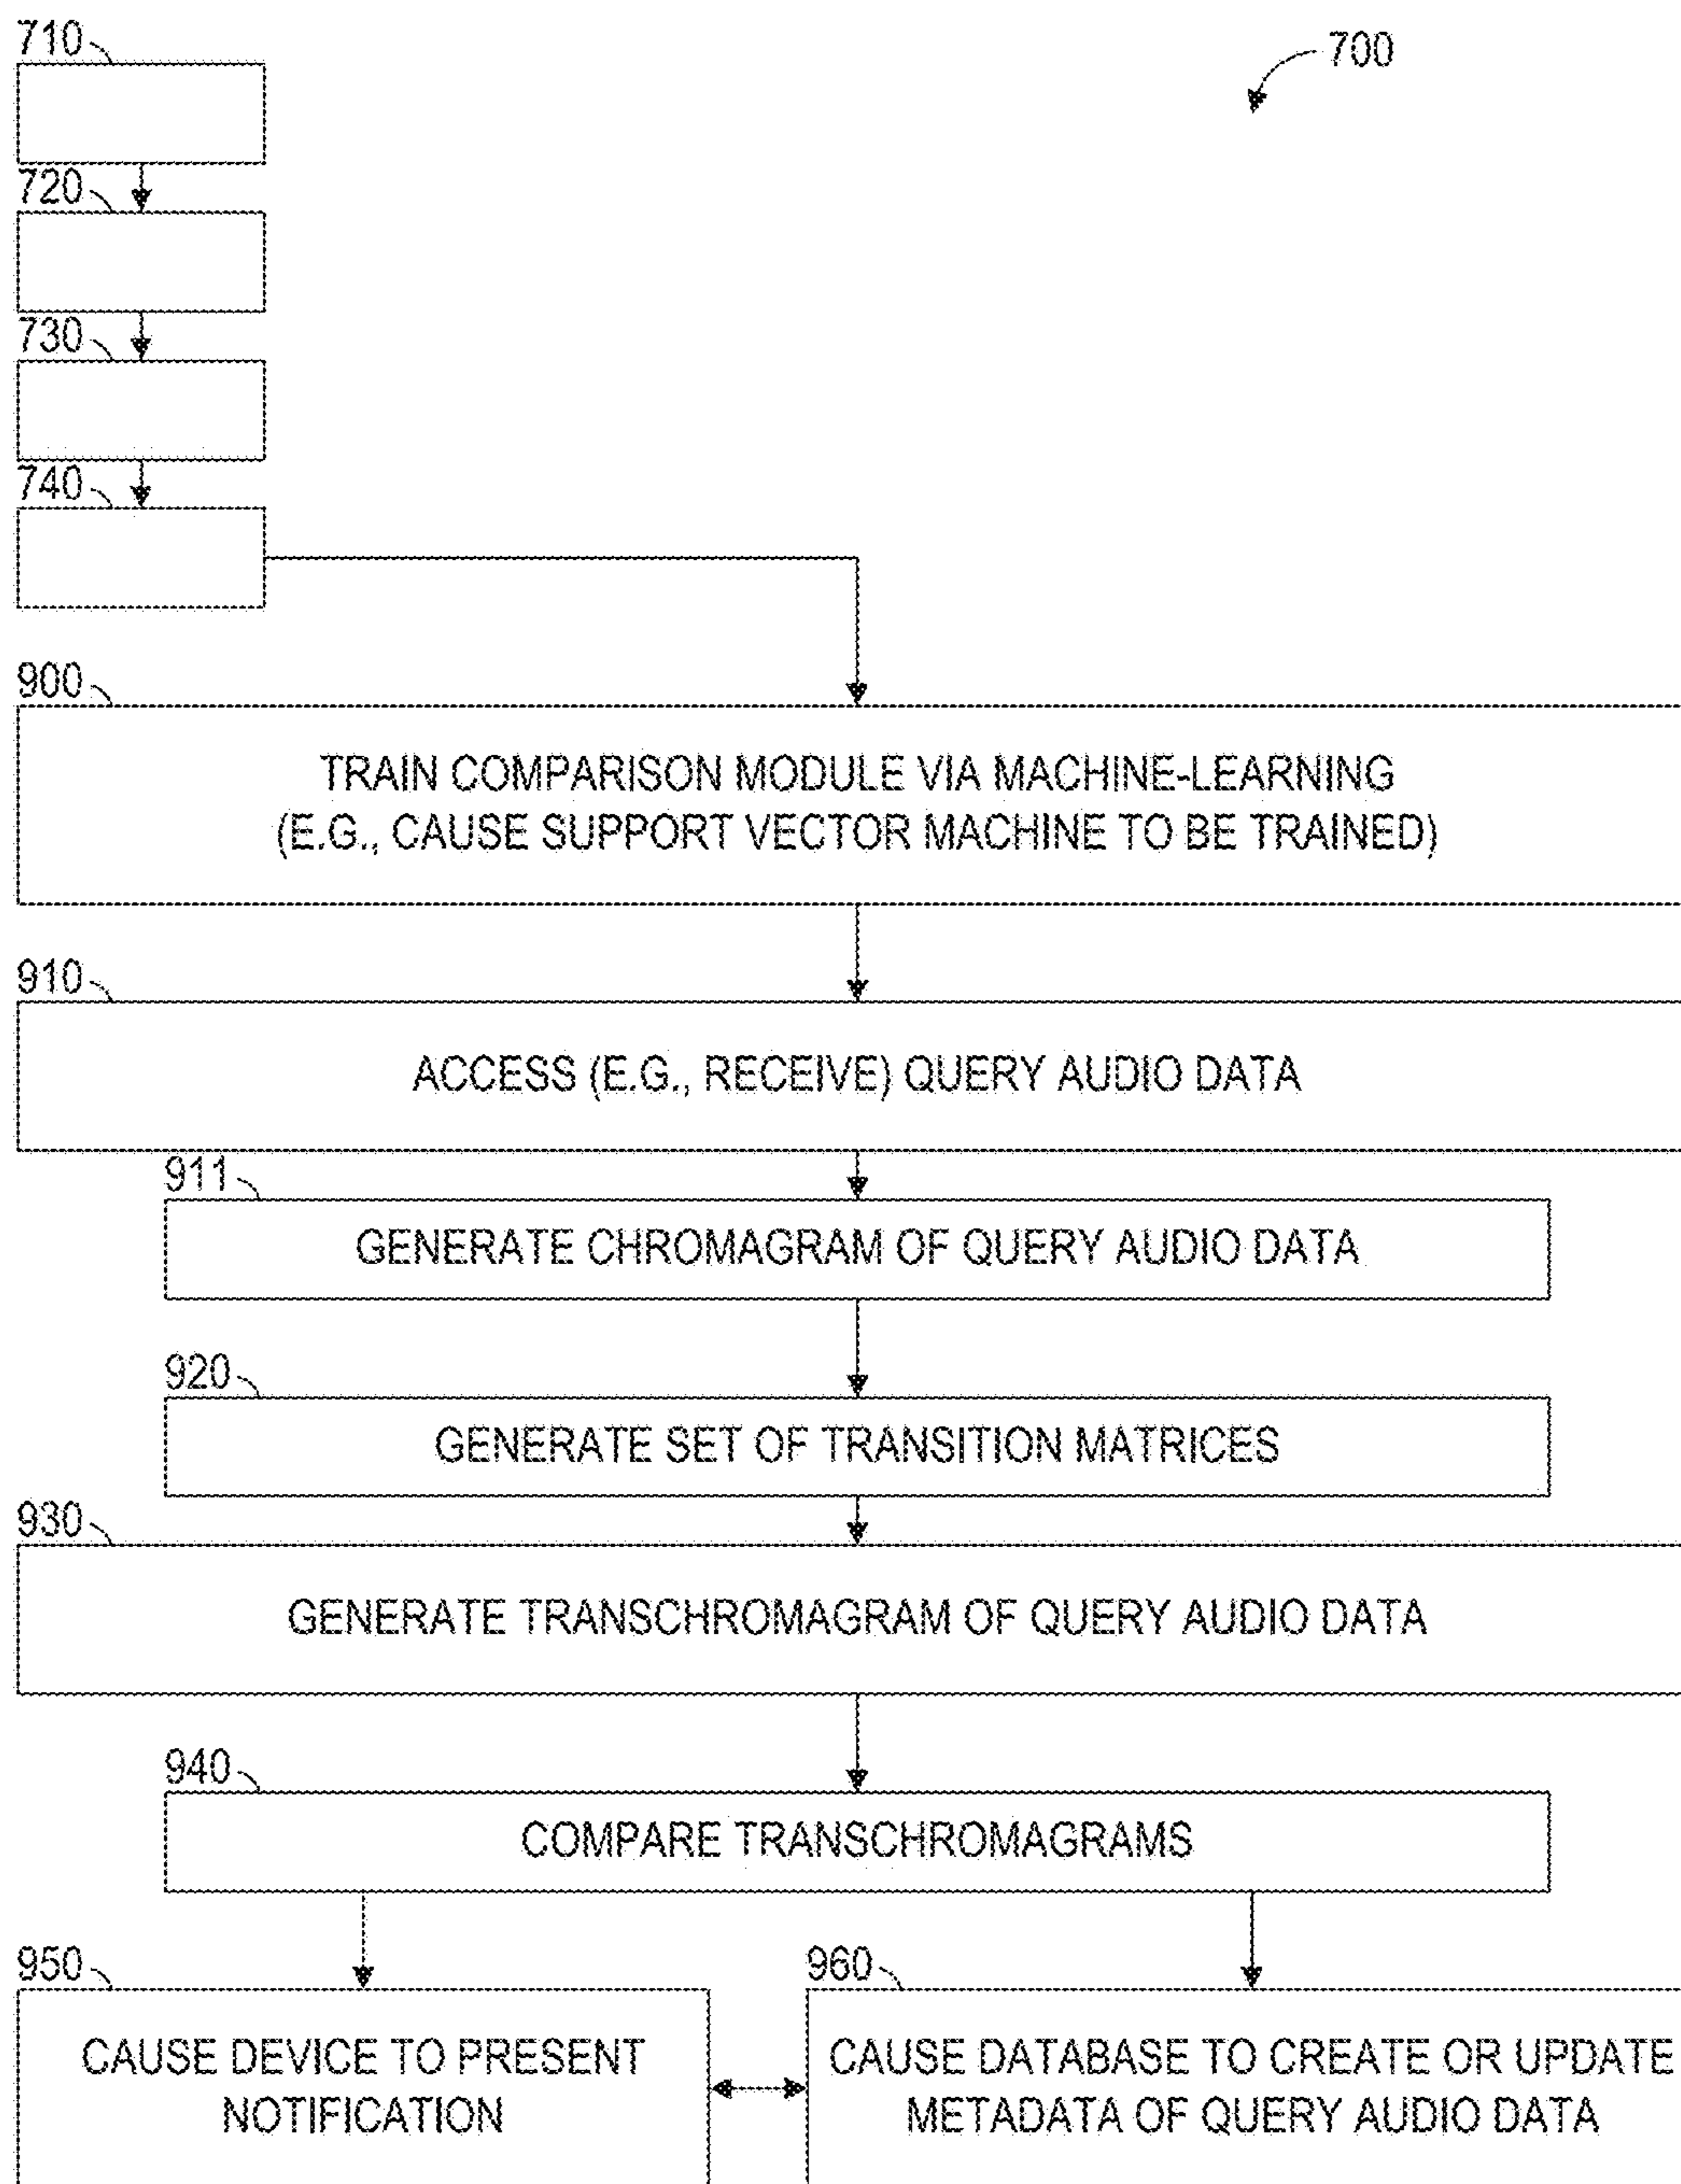 710
700
720
730
740
900
TRAIN COMPARISON MODULE VIA MACHINE-LEARNING
(E.G., CAUSE SUPPORT VECTOR MACHINE TO BE TRAINED)
910
ACCESS (E.G., RECEIVE) QUERY AUDIO DATA
911
GENERATE CHROMAGRAM OF QUERY AUDIO DATA
920
GENERATE SET OF TRANSITION MATRICES
930
GENERATE TRANSCHROMAGRAM OF QUERY AUDIO DATA
940
COMPARE TRANSCHROMAGRAMS
950
CAUSE DEVICE TO PRESENT
NOTIFICATION
960
CAUSE DATABASE TO CREATE OR UPDATE
METADATA OF QUERY AUDIO DATA